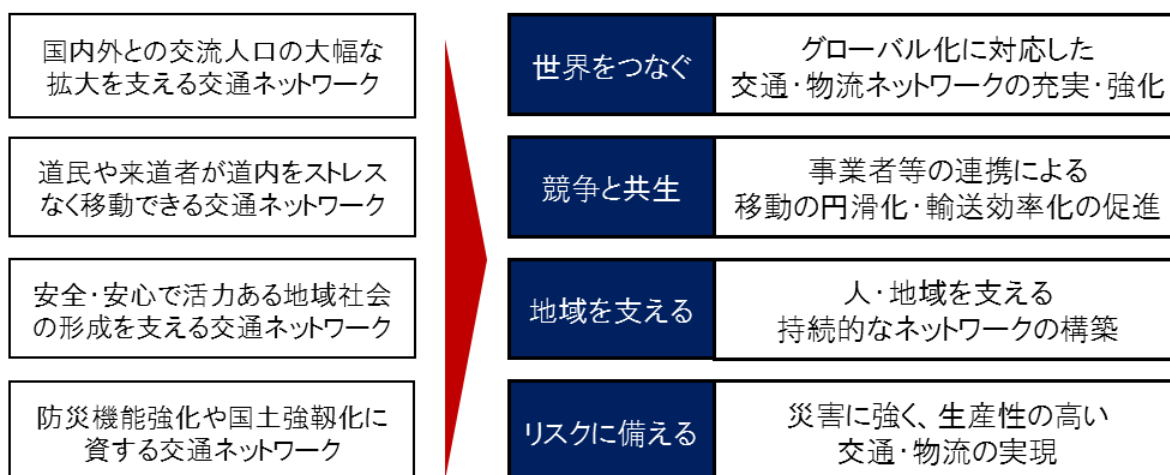 国内外との交流人口の大幅な
拡大を支える交通ネットワーク
道民や来道者が道内をストレス
なく移動できる交通ネットワーク
安全・安心で活力ある地域社会
の形成を支える交通ネットワーク
防災機能強化や国土強靱化に
資する交通ネットワーク
世界をつなぐ
グローバル化に対応した
交通・物流ネットワークの充実・強化
競争と共生
事業者等の連携による
移動の円滑化・輸送効率化の促進
地域を支える
人・地域を支える
持続的なネットワークの構築
リスクに備える
災害に強く、生産性の高い
交通・物流の実現